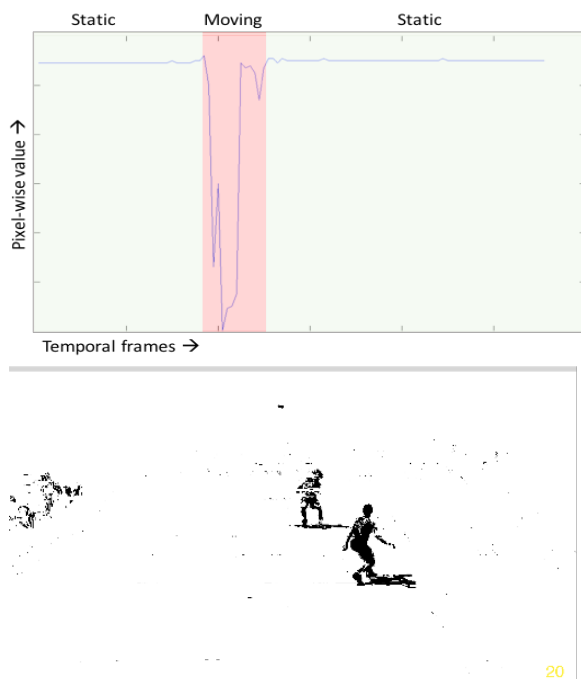 Static Moving Static
Pixel-wise value →
Temporal frames →
20